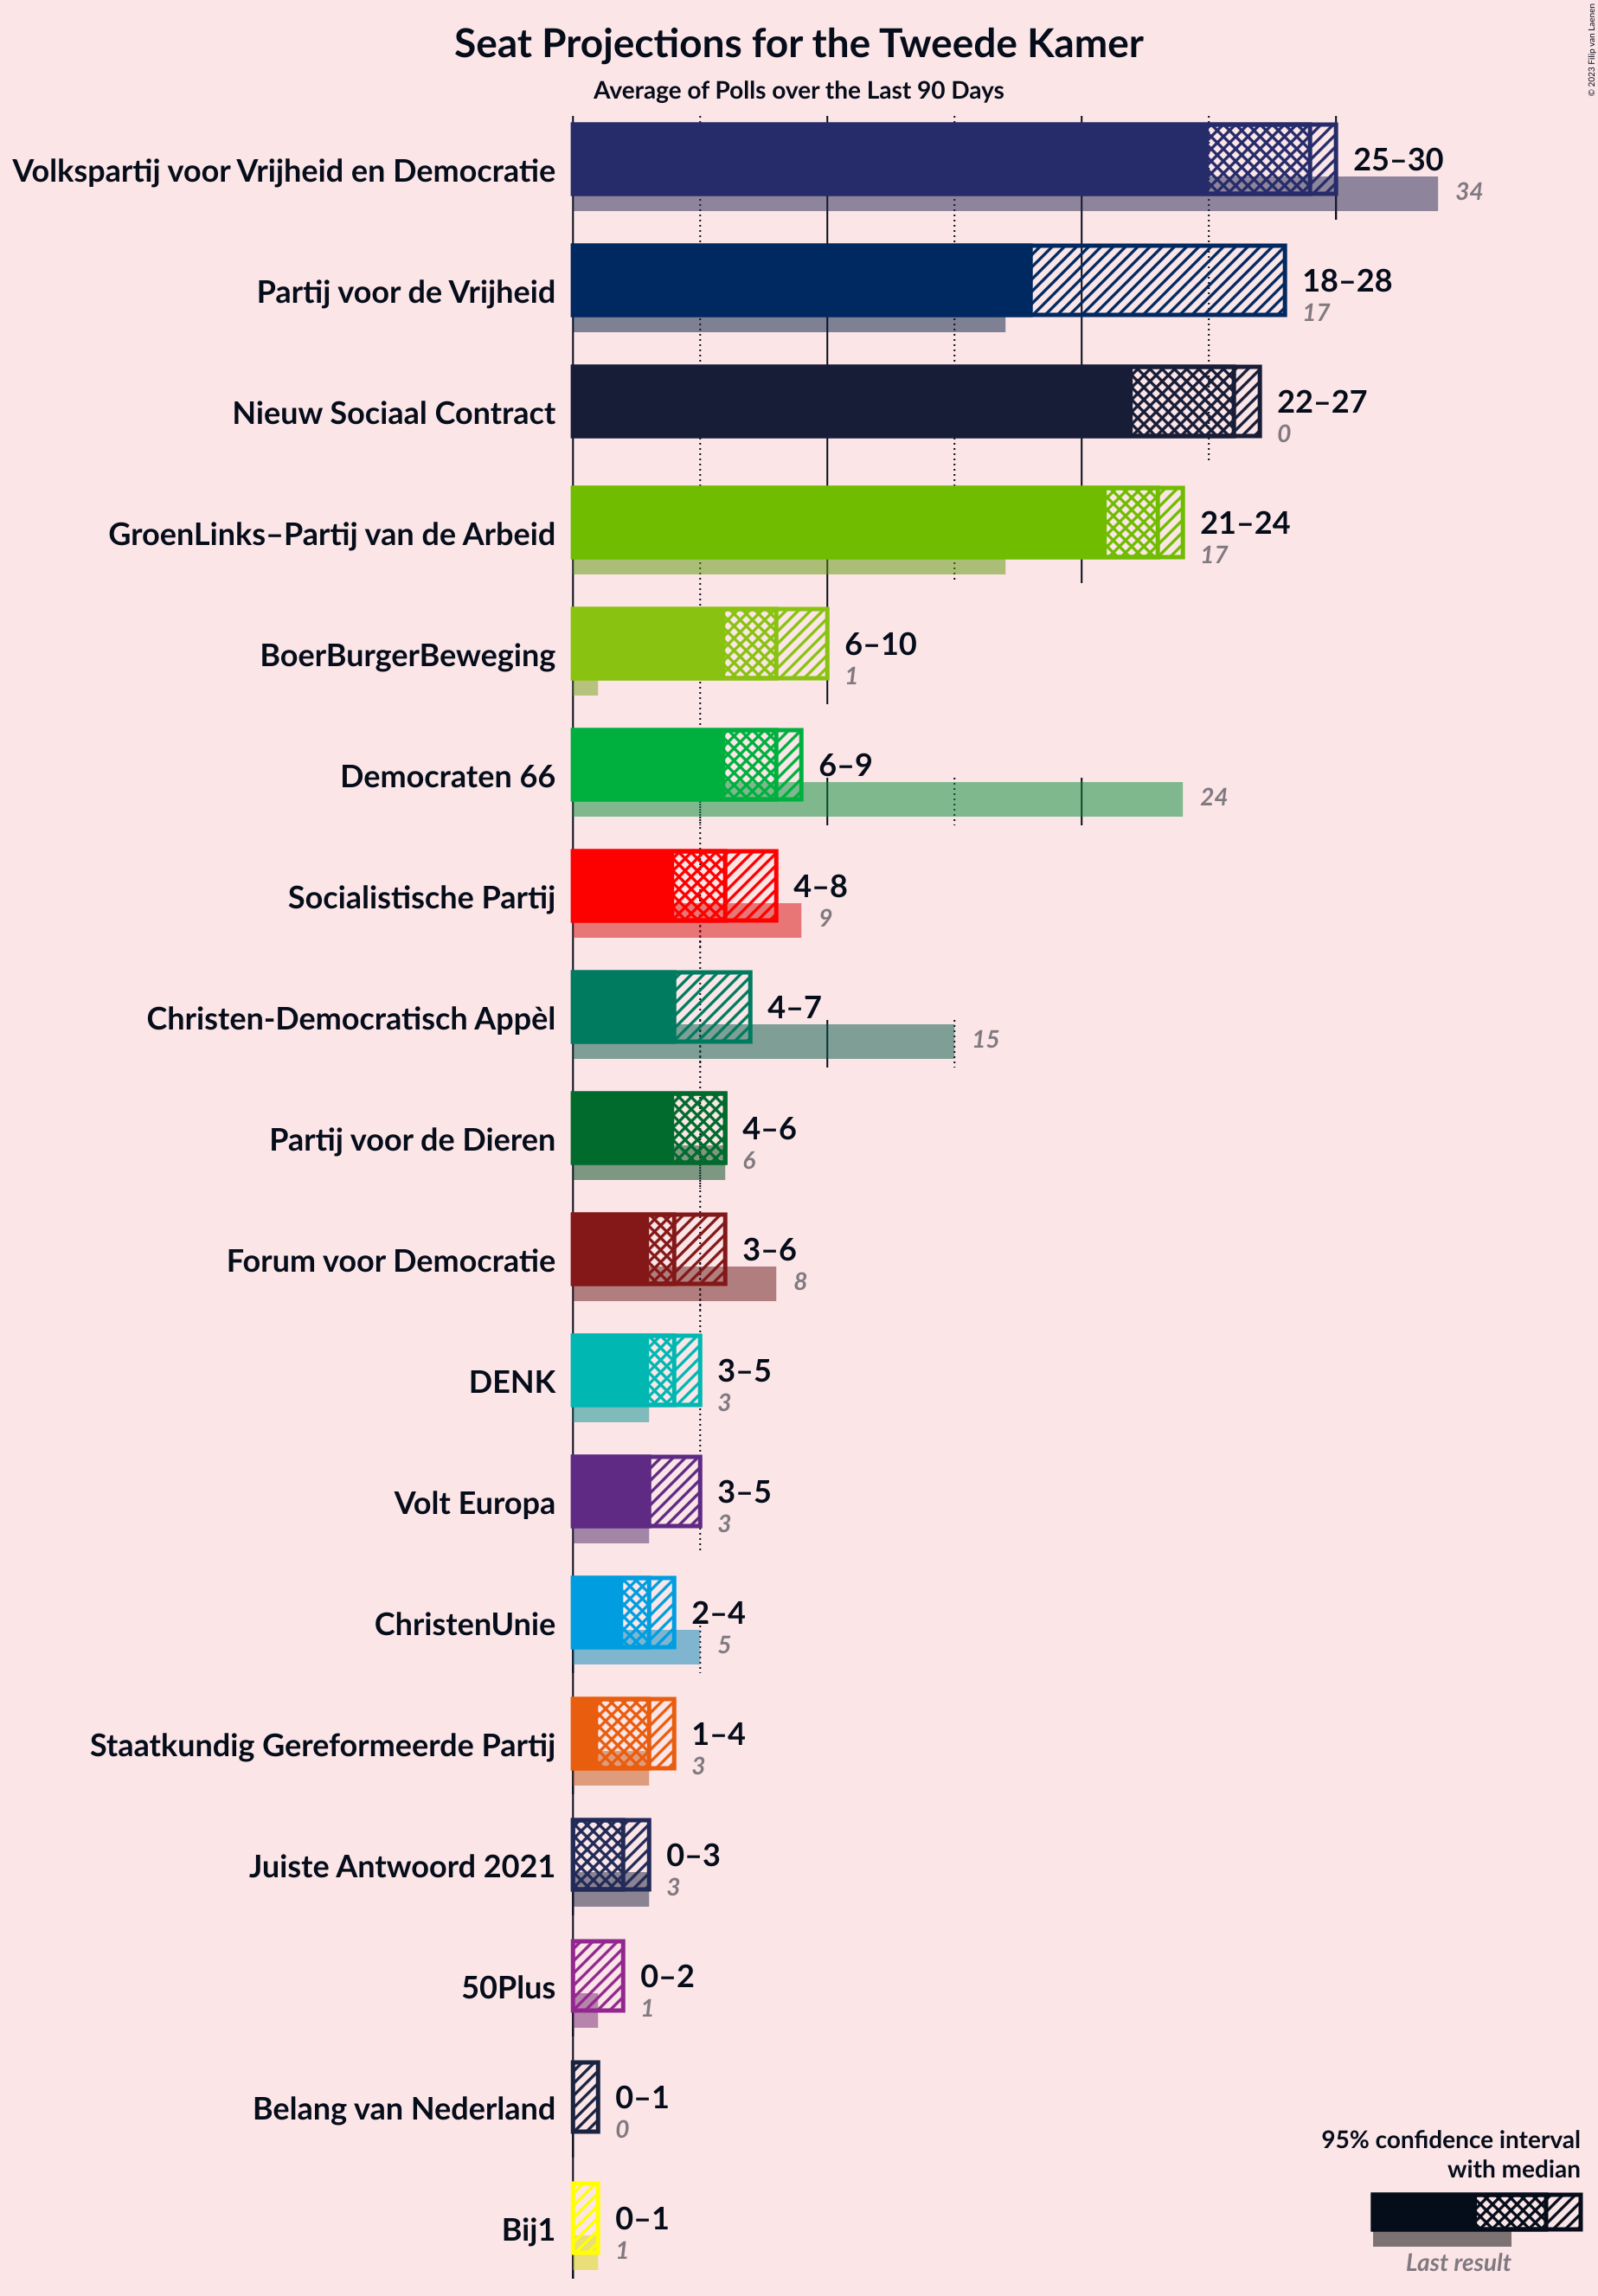 Seat Projections for the Tweede Kamer
Average of Polls over the Last 90 Days
© 2023 Filip van Laenen
Volkspartij voor Vrijheid en Democratie
25–30
34
Partij voor de Vrijheid
18–28
17
Nieuw Sociaal Contract
22–27
0
GroenLinks–Partij van de Arbeid
21–24
17
BoerBurgerBeweging
6–10
1
Democraten 66
6–9
24
Socialistische Partij
4–8
9
Christen-Democratisch Appèl
4–7
15
Partij voor de Dieren
4–6
6
Forum voor Democratie
3–6
8
DENK
3–5
3
Volt Europa
3–5
3
ChristenUnie
2–4
5
Staatkundig Gereformeerde Partij
1–4
3
Juiste Antwoord 2021
0–3
3
50Plus
0–2
1
Belang van Nederland
0–1
0
Bij1
0–1
1
95% confidence interval
with median
Last result